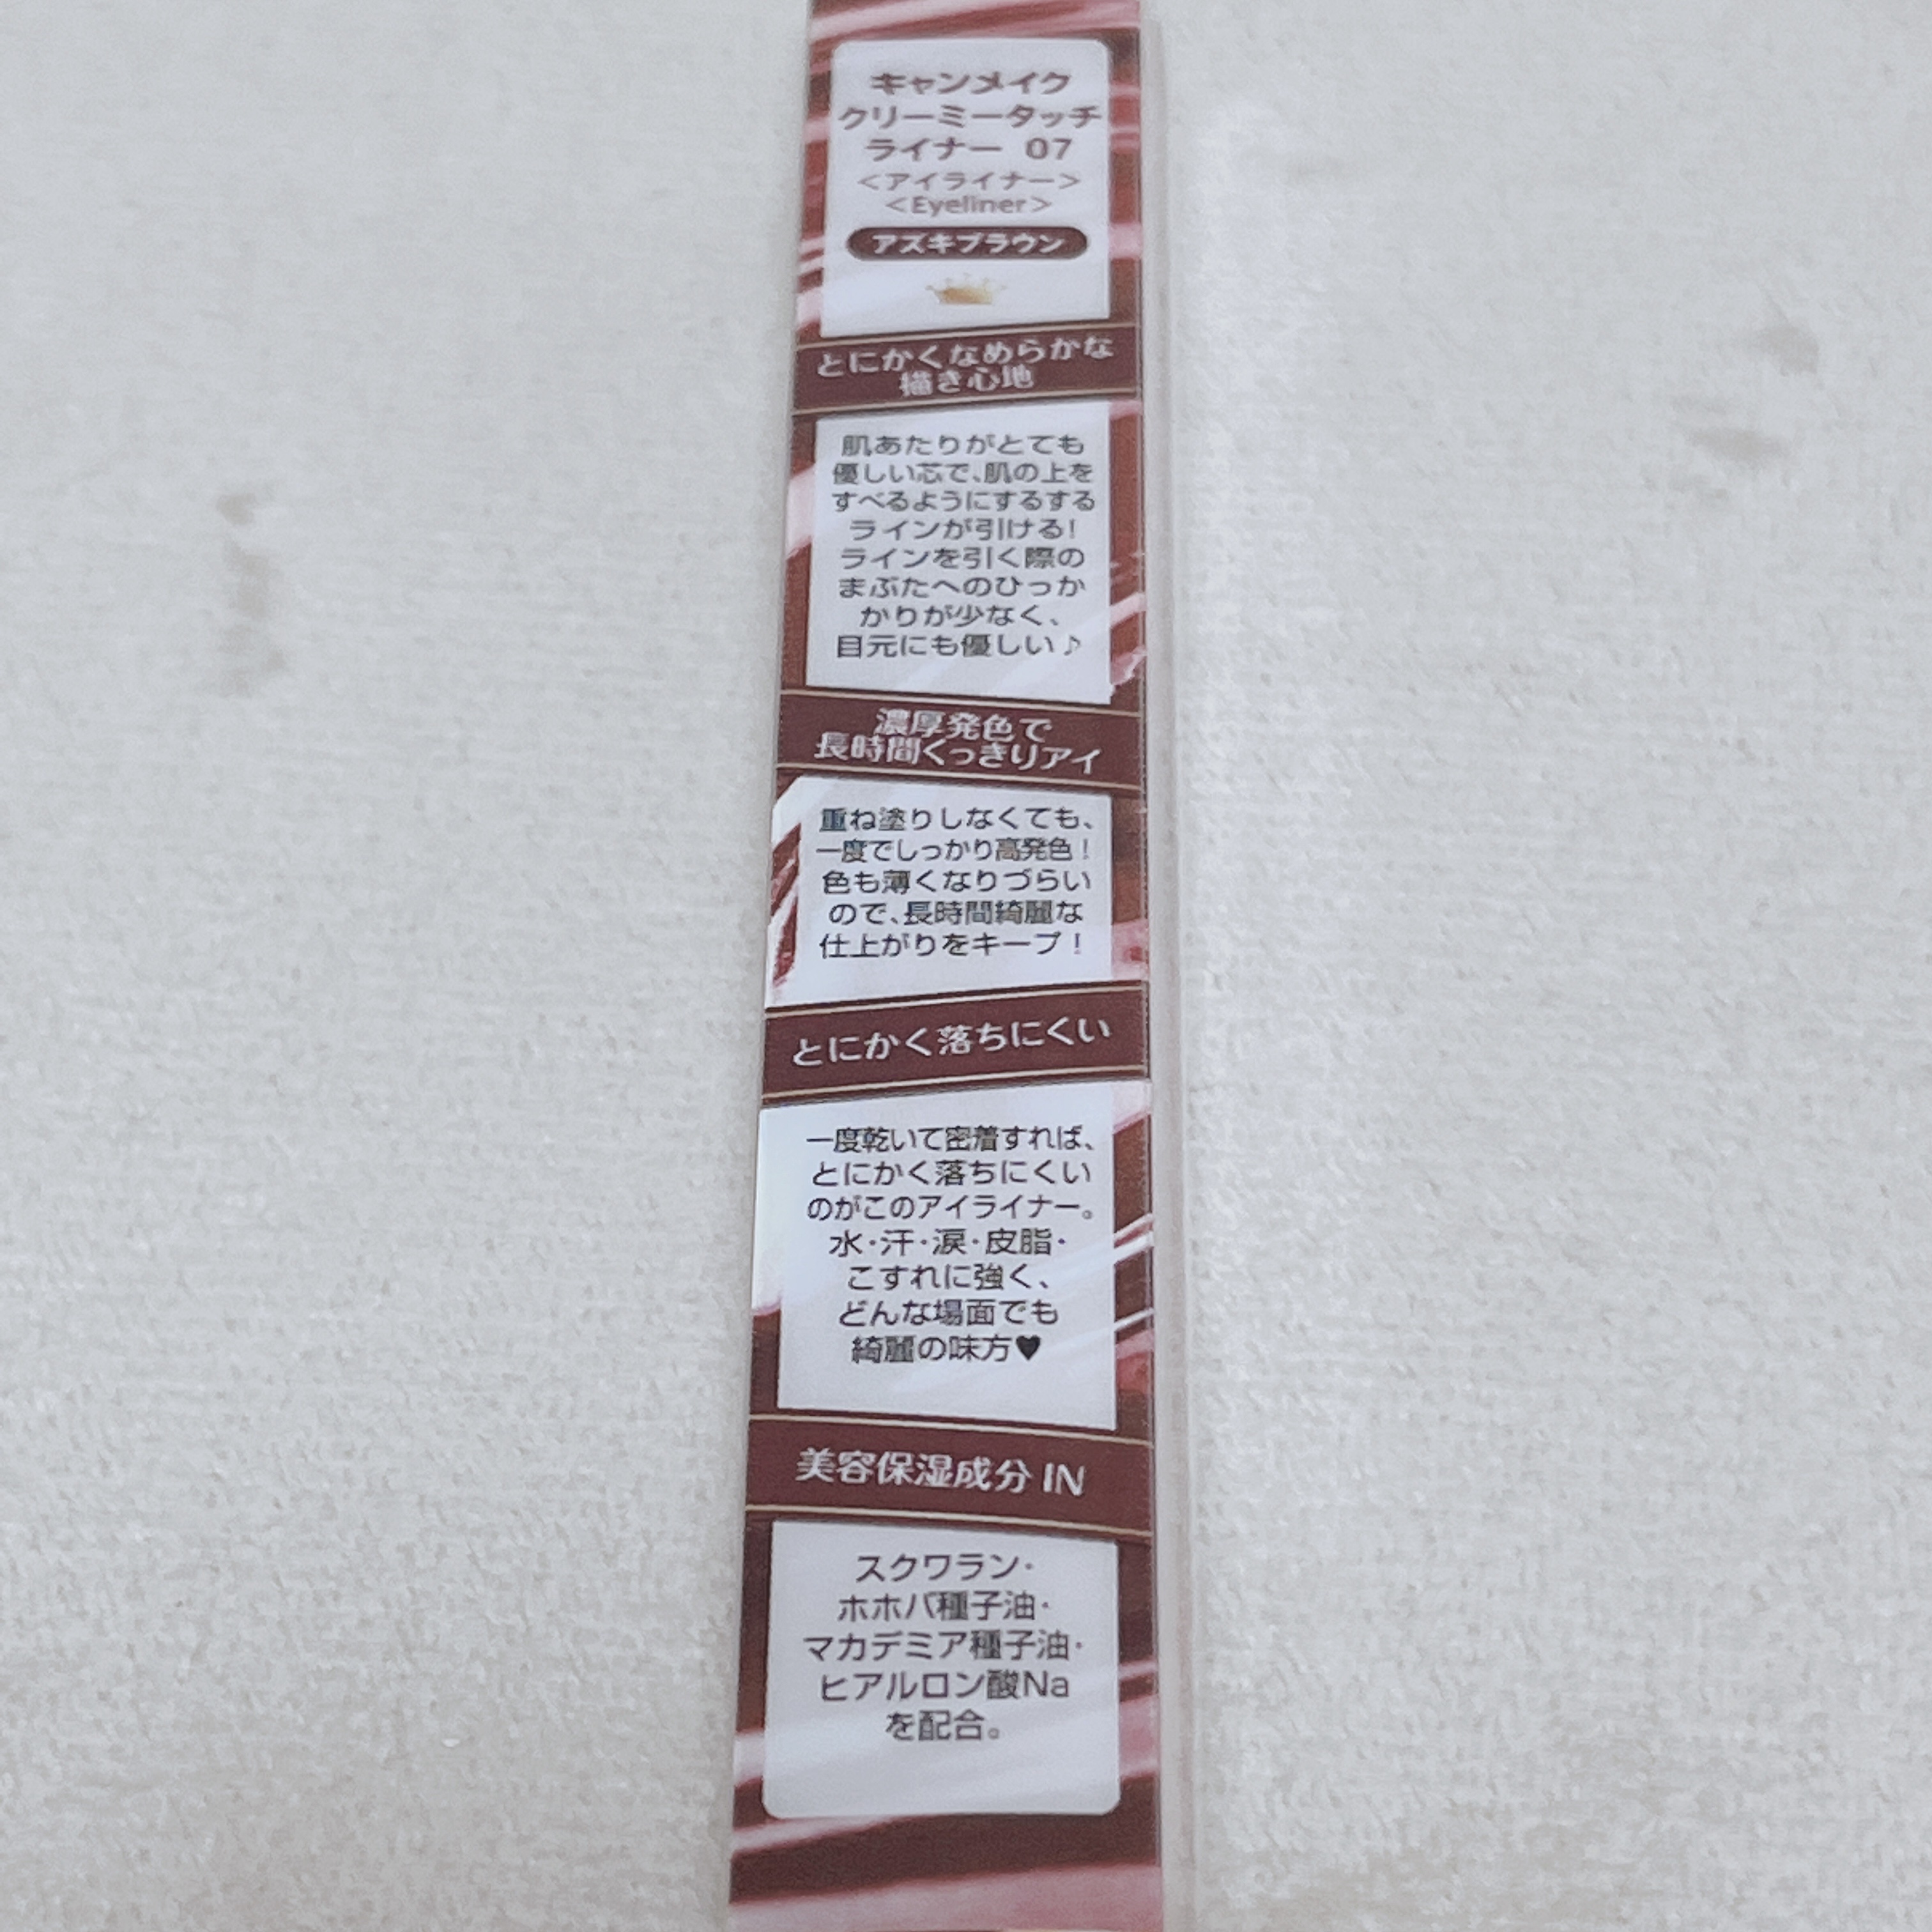 キャンメイク
クリーミータッチ
ライナー 07
＜アイライナー＞
＜Eyeliner＞
アズキブラウン
とにかくなめらかな
描き心地
肌あたりがとても
優しい芯で、肌の上を
すべるようにするする
ラインが引ける！
ラインを引く際の
まぶたへのひっか
かりが少なく、
目元にも優しい♪
濃厚発色で
長時間くっきりアイ
重ね塗りしなくても、
一度でしっかり高発色！
色も薄くなりづらい
ので、長時間綺麗な
仕上がりをキープ！
とにかく落ちにくい
一度乾いて密着すれば、
とにかく落ちにくい
のがこのアイライナー。
水・汗・涙・皮脂・
こすれに強く、
どんな場面でも
綺麗の味方♥
美容保湿成分 IN
スクワラン・
ホホバ種子油・
マカデミア種子油・
ヒアルロン酸Na
を配合。